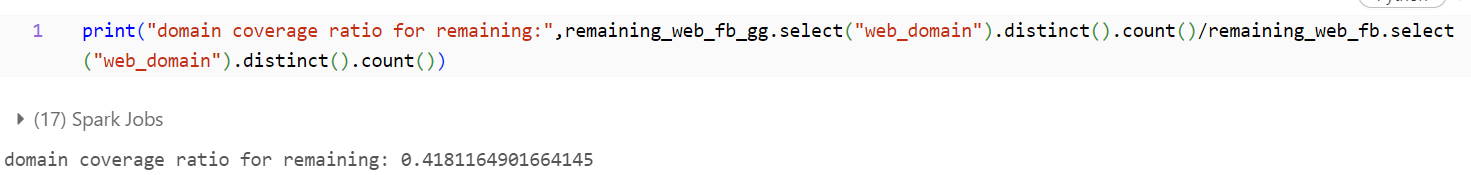 1 print("domain coverage ratio for remaining:",remaining_web_fb_gg.select("web_domain").distinct().count()/remaining_web_fb.select
("web_domain").distinct().count())
(17) Spark Jobs
domain coverage ratio for remaining: 0.4181164901664145